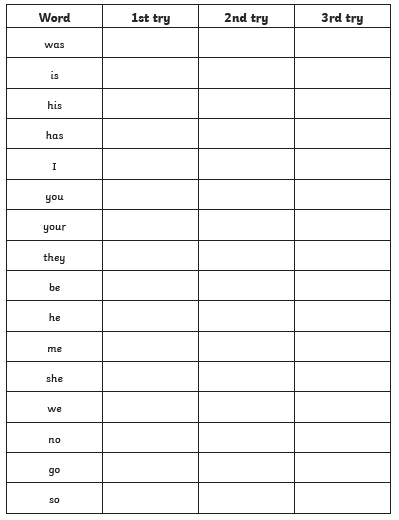 Word 1st try 2nd try 3rd try
was
is
his
has
I
you
your
they
be
he
me
she
we
no
go
so